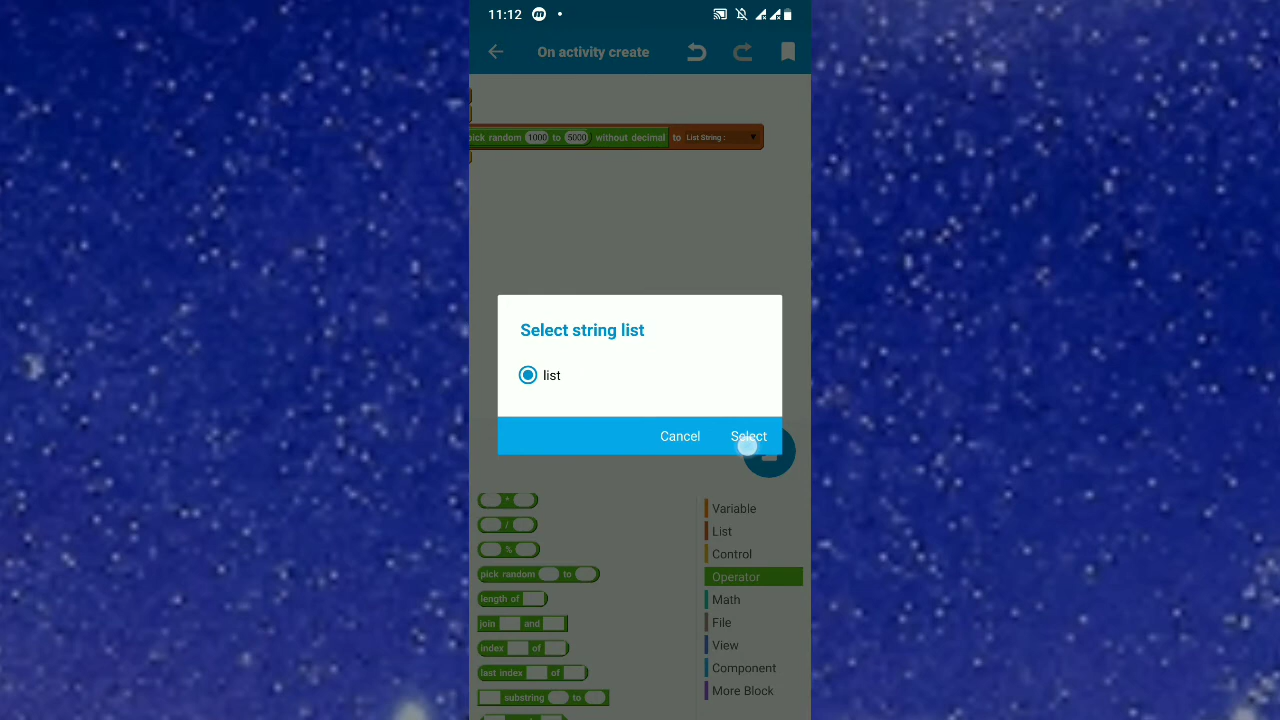 11:12
On activity create
pick random 1000 to 5000 without decimal to List String :
Select string list
list
Cancel Select
*
/
%
pick random to
length of
join and
index of
last index of
substring to
Variable
List
Control
Operator
Math
File
View
Component
More Block